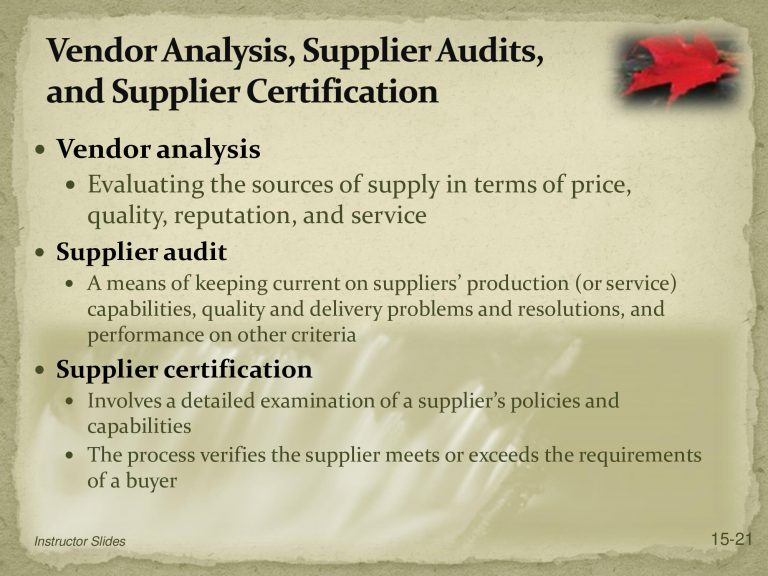 Vendor Analysis, Supplier Audits,
and Supplier Certification
• Vendor analysis
• Evaluating the sources of supply in terms of price,
quality, reputation, and service
• Supplier audit
• A means of keeping current on suppliers’ production (or service)
capabilities, quality and delivery problems and resolutions, and
performance on other criteria
• Supplier certification
• Involves a detailed examination of a supplier’s policies and
capabilities
• The process verifies the supplier meets or exceeds the requirements
of a buyer
Instructor Slides
15-21